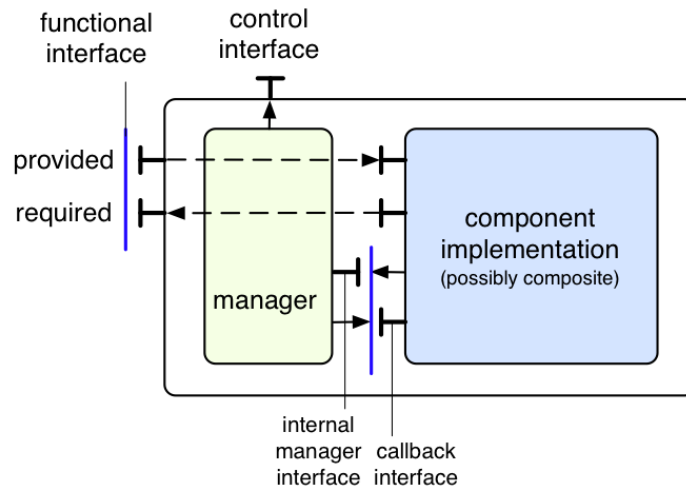 functional
interface
control
interface
provided
required
manager
component
implementation
(possibly composite)
internal
manager
interface
callback
interface